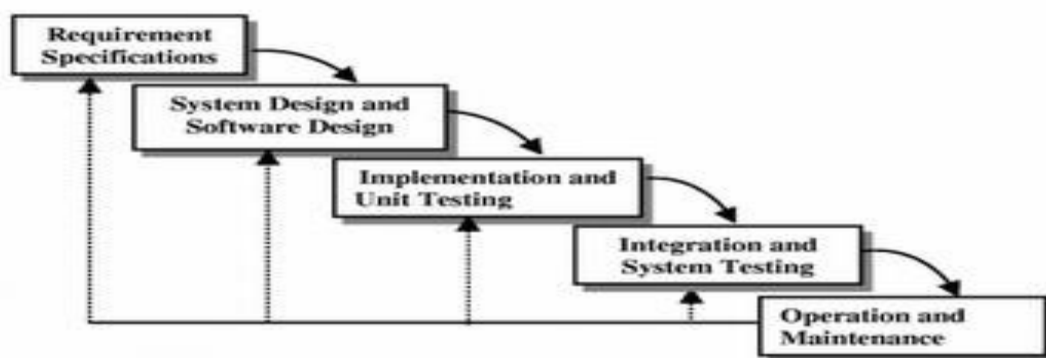 Requirement
Specifications
System Design and
Software Design
Implementation and
Unit Testing
Integration and
System Testing
Operation and
Maintenance